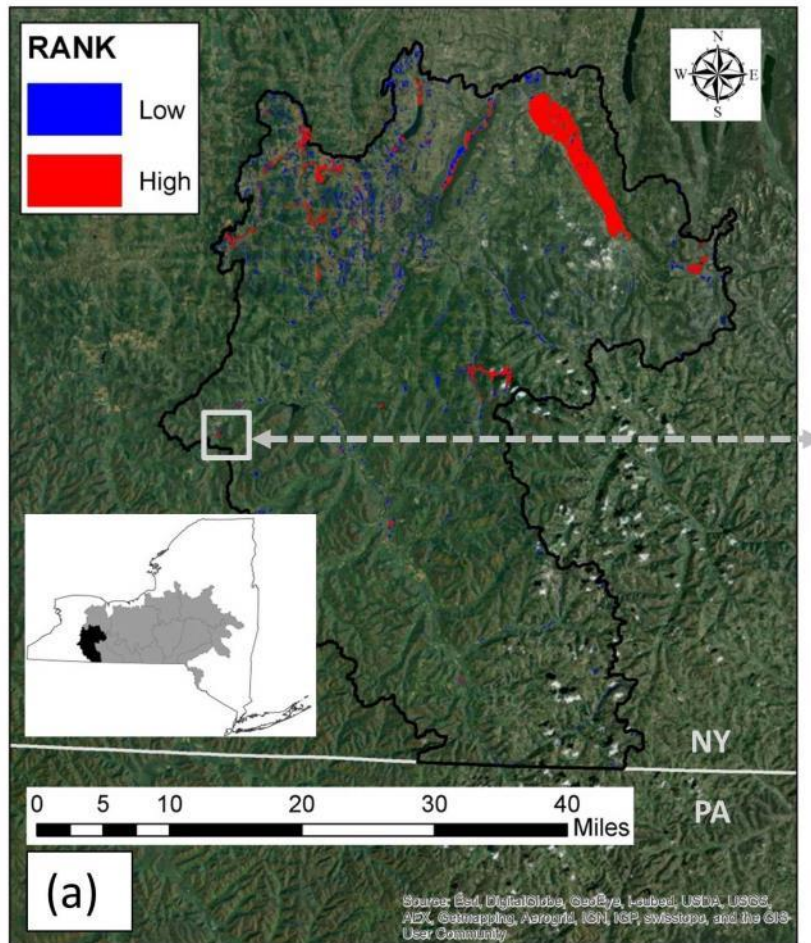 RANK
Low
High
N
W E
S
NY
PA
0 5 10 20 30 40
Miles
(a)
Source: Esri, DigitalGlobe, GeoEye, i-cubed, USDA, USGS,
AEX, Getmapping, Aerogrid, IGN, IGP, swisstopo, and the GIS
User Community